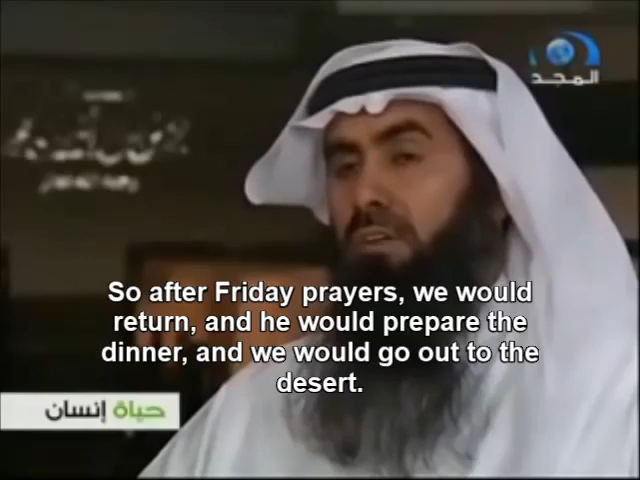 المجد
So after Friday prayers, we would
return, and he would prepare the
dinner, and we would go out to the
desert.
حياة إنسان